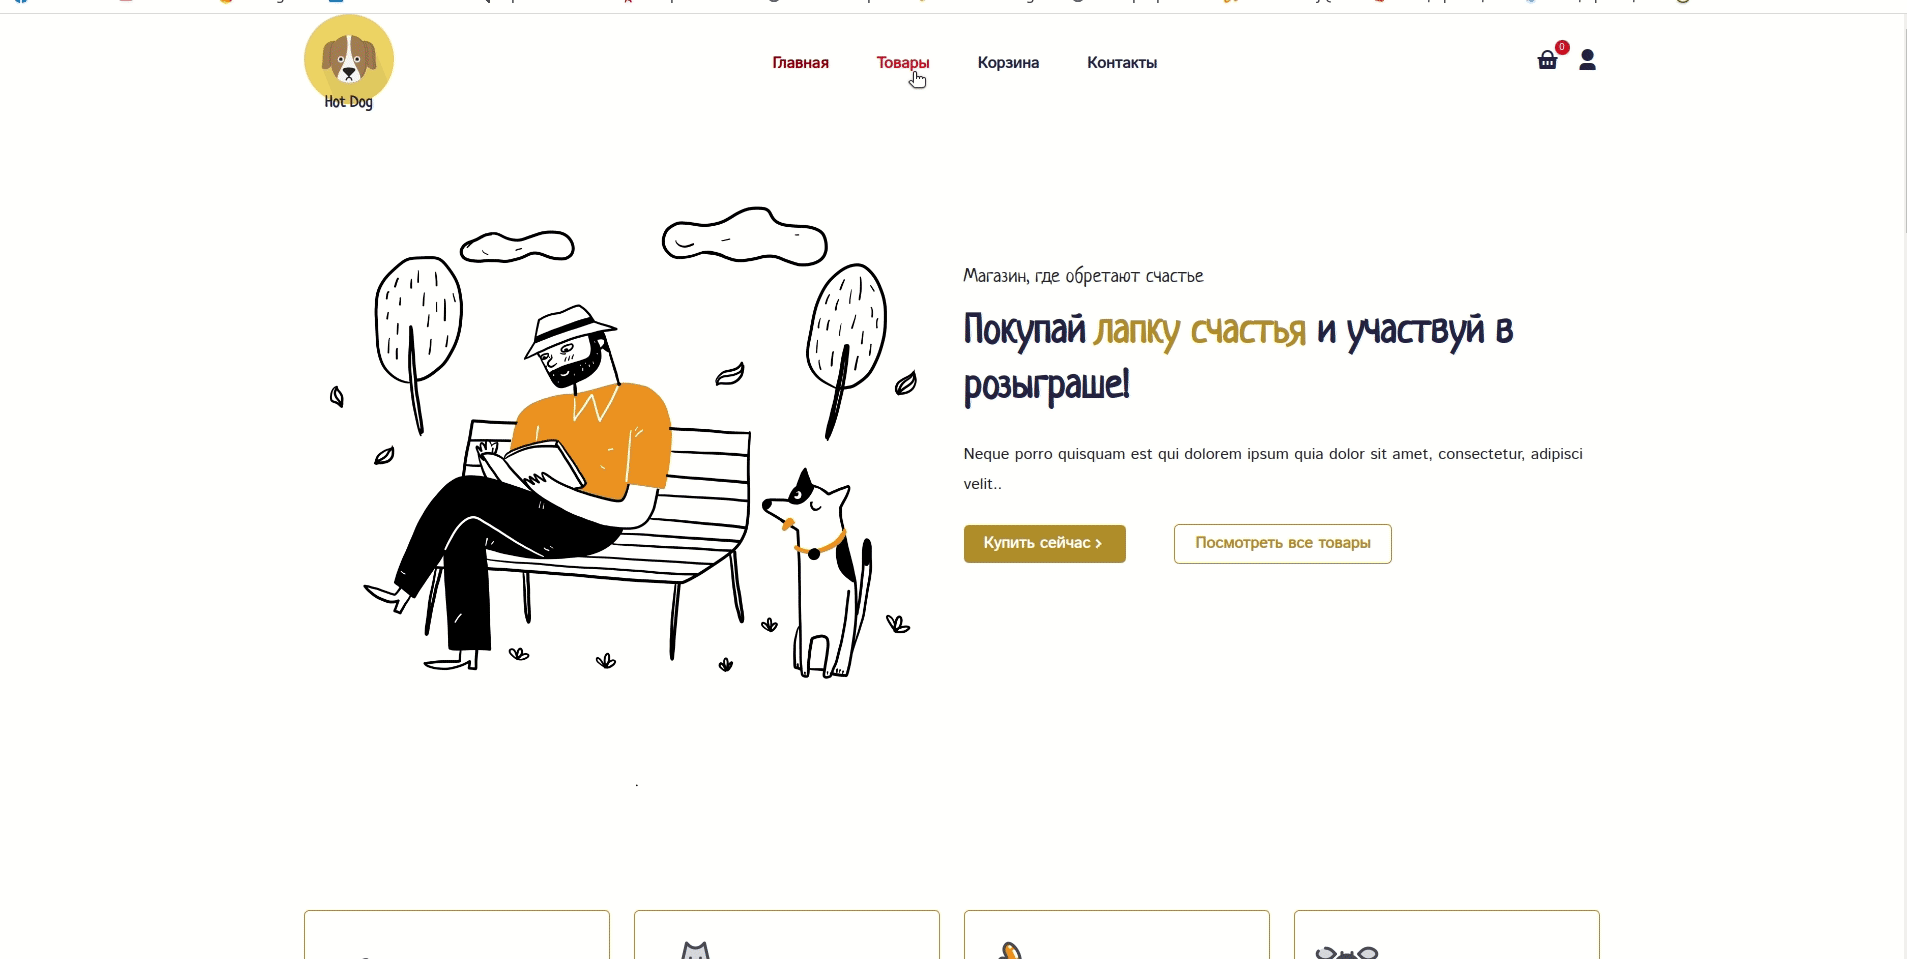 Главная Товары Корзина Контакты
0
Hot Dog
Магазин, где обретают счастье
Покупай лапку счастья и участвуй в
розыграше!
Neque porro quisquam est qui dolorem ipsum quia dolor sit amet, consectetur, adipisci
velit..
Купить сейчас > Посмотреть все товары
.